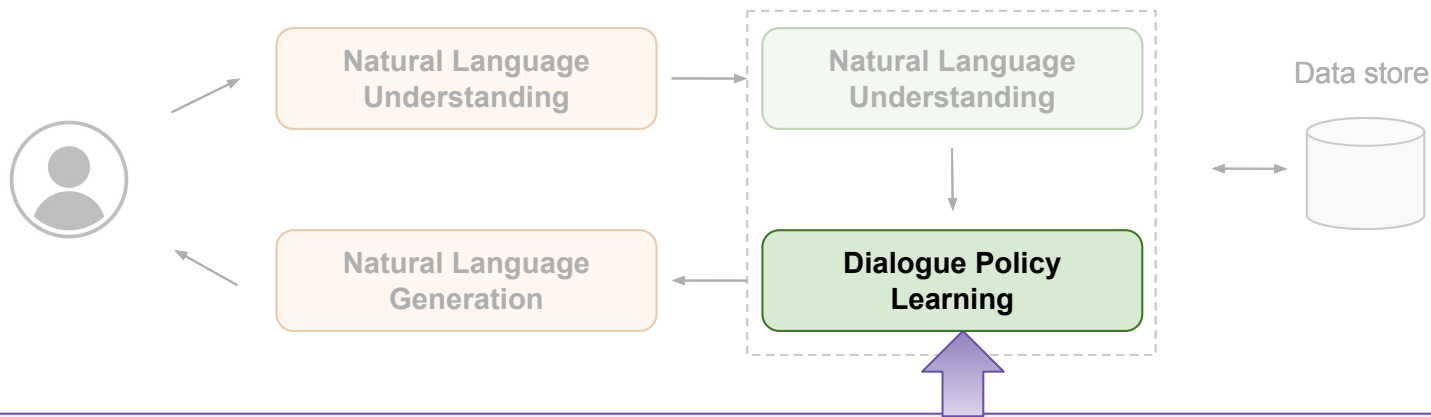 Natural Language
Understanding
Natural Language
Understanding
Data store
Natural Language
Generation
Dialogue Policy
Learning